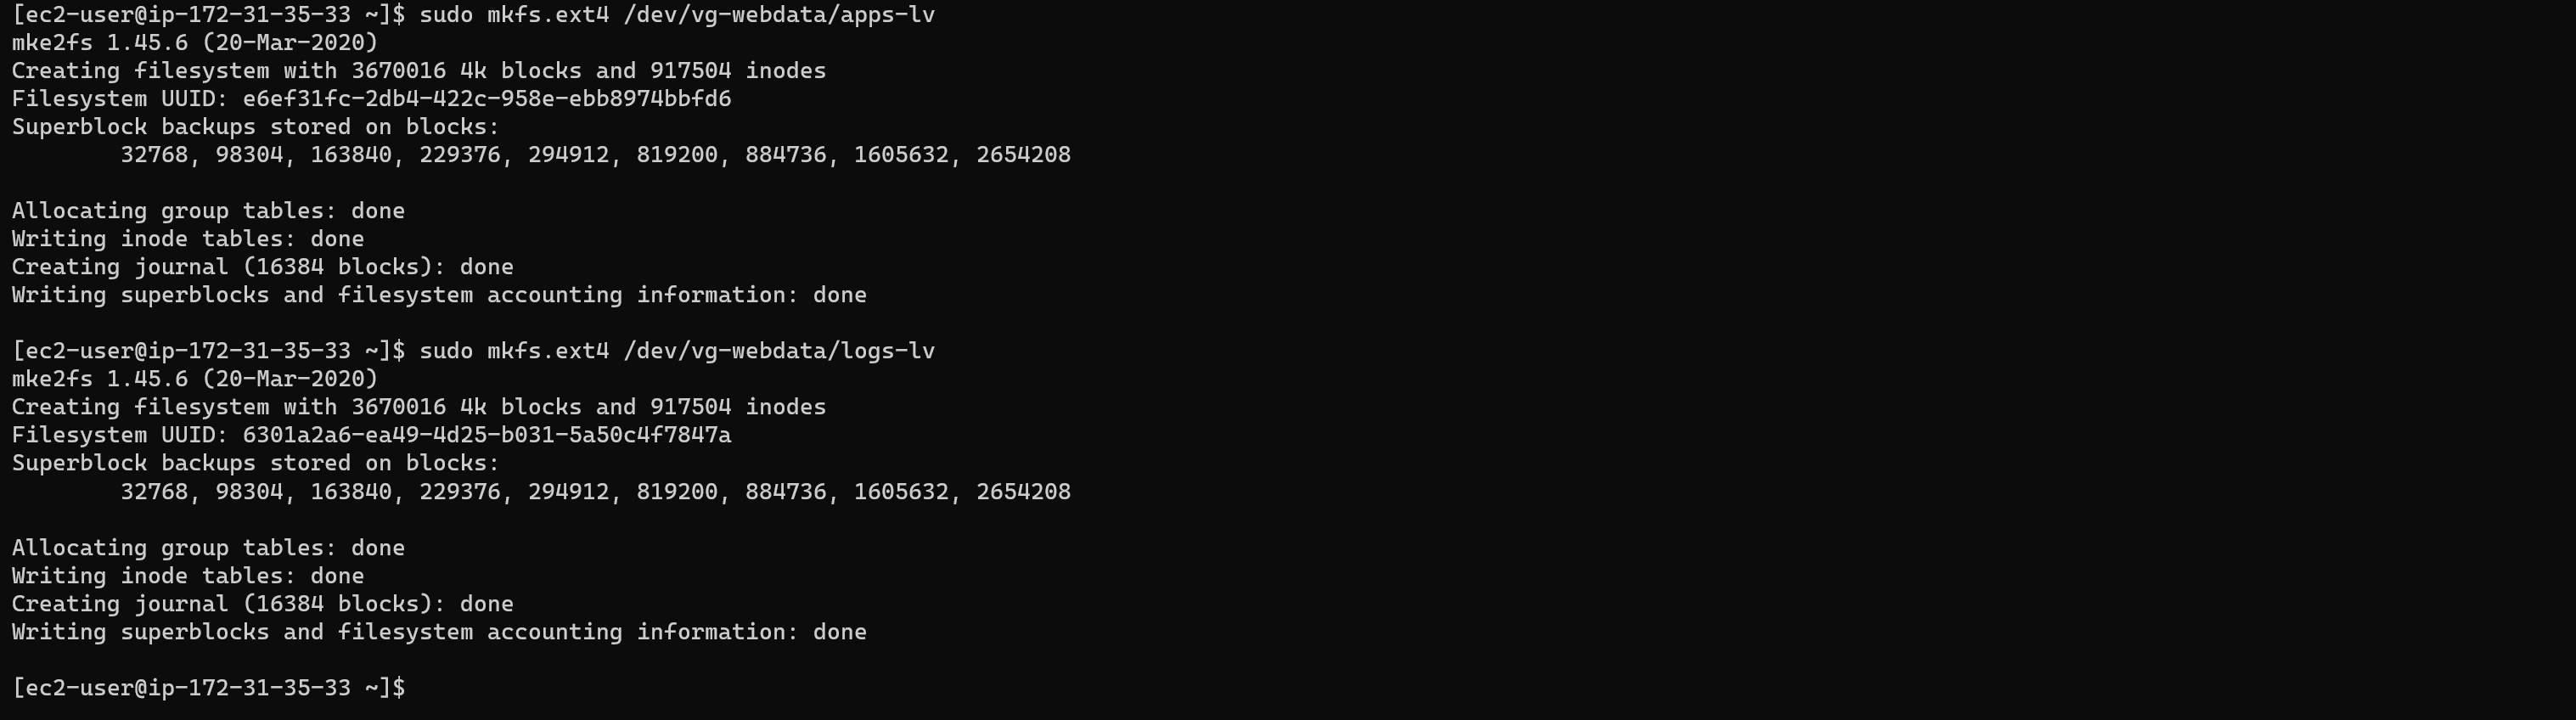 [ec2-user@ip-172-31-35-33 ~]$ sudo mkfs.ext4 /dev/vg-webdata/apps-lv
mke2fs 1.45.6 (20-Mar-2020)
Creating filesystem with 3670016 4k blocks and 917504 inodes
Filesystem UUID: e6ef31fc-2db4-422c-958e-ebb8974bbfd6
Superblock backups stored on blocks:
        32768, 98304, 163840, 229376, 294912, 819200, 884736, 1605632, 2654208

Allocating group tables: done
Writing inode tables: done
Creating journal (16384 blocks): done
Writing superblocks and filesystem accounting information: done

[ec2-user@ip-172-31-35-33 ~]$ sudo mkfs.ext4 /dev/vg-webdata/logs-lv
mke2fs 1.45.6 (20-Mar-2020)
Creating filesystem with 3670016 4k blocks and 917504 inodes
Filesystem UUID: 6301a2a6-ea49-4d25-b031-5a50c4f7847a
Superblock backups stored on blocks:
        32768, 98304, 163840, 229376, 294912, 819200, 884736, 1605632, 2654208

Allocating group tables: done
Writing inode tables: done
Creating journal (16384 blocks): done
Writing superblocks and filesystem accounting information: done

[ec2-user@ip-172-31-35-33 ~]$